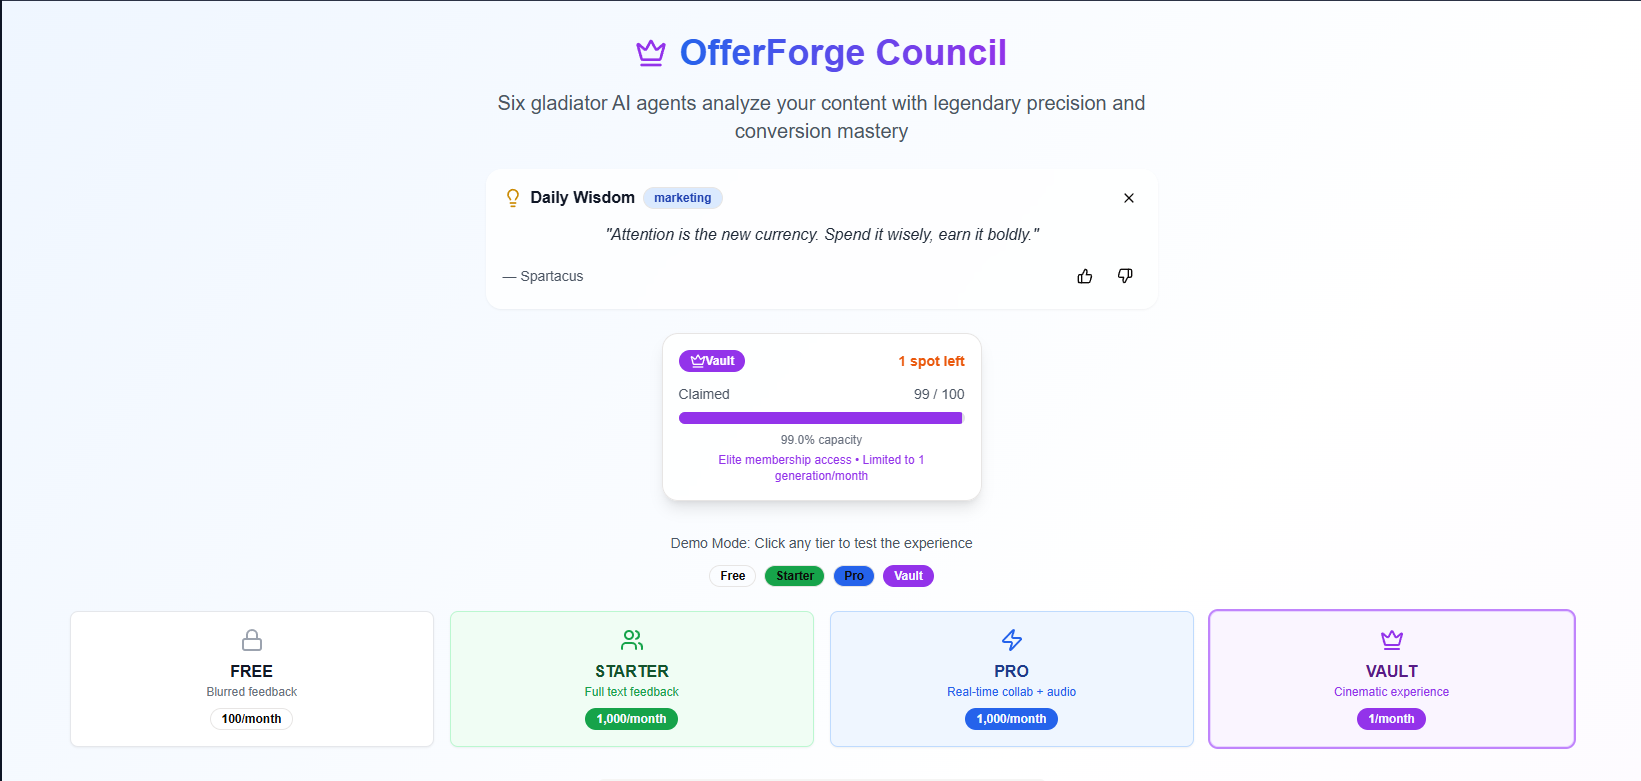 OfferForge Council
Six gladiator AI agents analyze your content with legendary precision and
conversion mastery
Daily Wisdom marketing
"Attention is the new currency. Spend it wisely, earn it boldly."
— Spartacus
Vault 1 spot left
Claimed 99 / 100
99.0% capacity
Elite membership access • Limited to 1
generation/month
Demo Mode: Click any tier to test the experience
Free Starter Pro Vault
FREE
Blurred feedback
100/month
STARTER
Full text feedback
1,000/month
PRO
Real-time collab + audio
1,000/month
VAULT
Cinematic experience
1/month